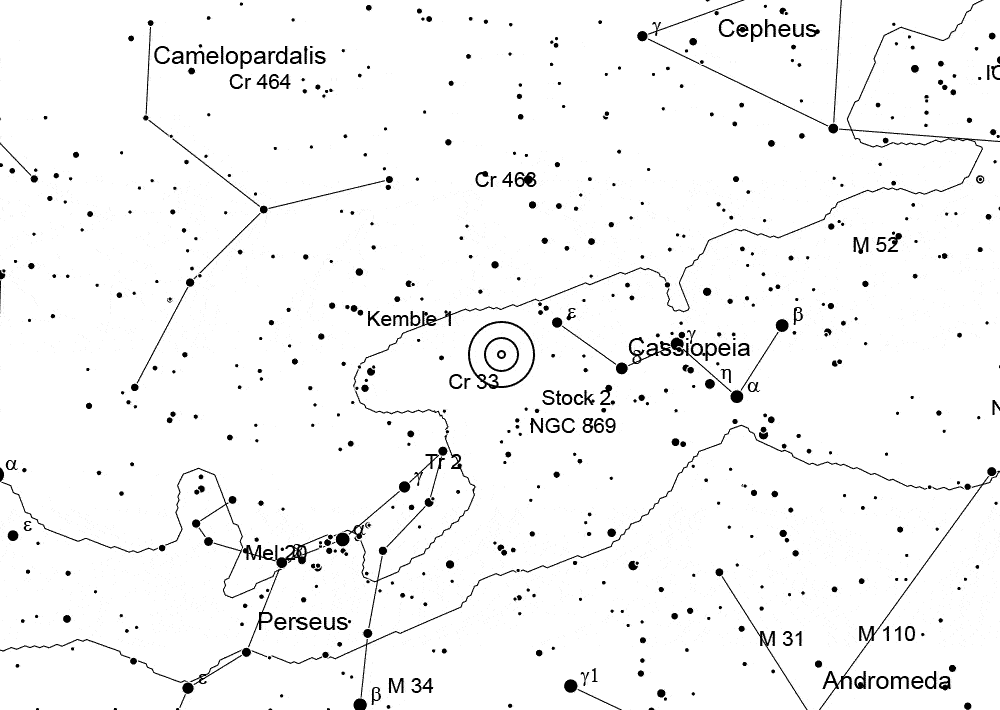 γ
Cepheus
Camelopardalis
Cr 464
IC
Cr 463
M 52
ε
β
Kemble 1
γ
Cassiopeia
δ
η
Cr 33
α
Stock 2
N
NGC 869
α
Tr 2
γ
ε
α
Mel 20
δ
Perseus
M 31
M 110
ε
γ1
Andromeda
β
M 34